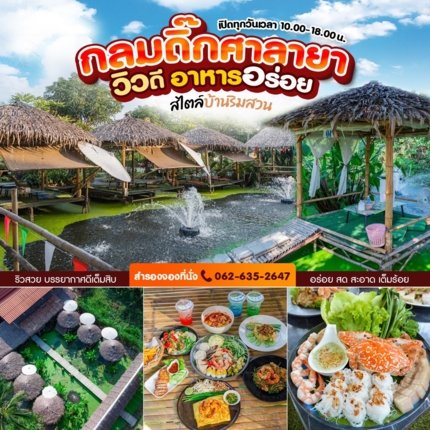 เปิดทุกวันเวลา 10.00-18.00 น.
กลมดิ๊กศาลายา
วิวดี อาหารอร่อย
สไตล์บ้านริมสวน
ริวสวย บรรยากาศดีเต็มสิบ
สำรองจองที่นั่ง 062-635-2647
อร่อย สด สะอาด เต็มร้อย